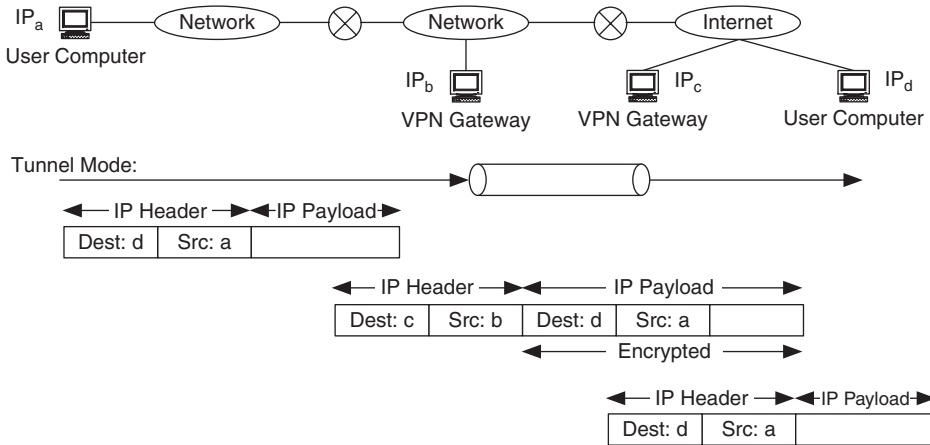 IPa Network Network Internet
User Computer
IPb IPc IPd
VPN Gateway VPN Gateway User Computer
Tunnel Mode:
IP Header IP Payload
Dest: d Src: a
IP Header IP Payload
Dest: c Src: b Dest: d Src: a
Encrypted
IP Header IP Payload
Dest: d Src: a